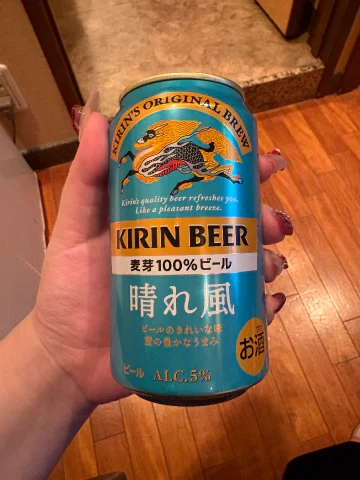 KIRIN'S ORIGINAL BREW
Kirin's quality beer refreshes you.
Like a pleasant breeze.
KIRIN BEER
麦芽100%ビール
晴れ風
ビールのきれいな味
麦の豊かなうまみ
お酒
ビール ALC.5%